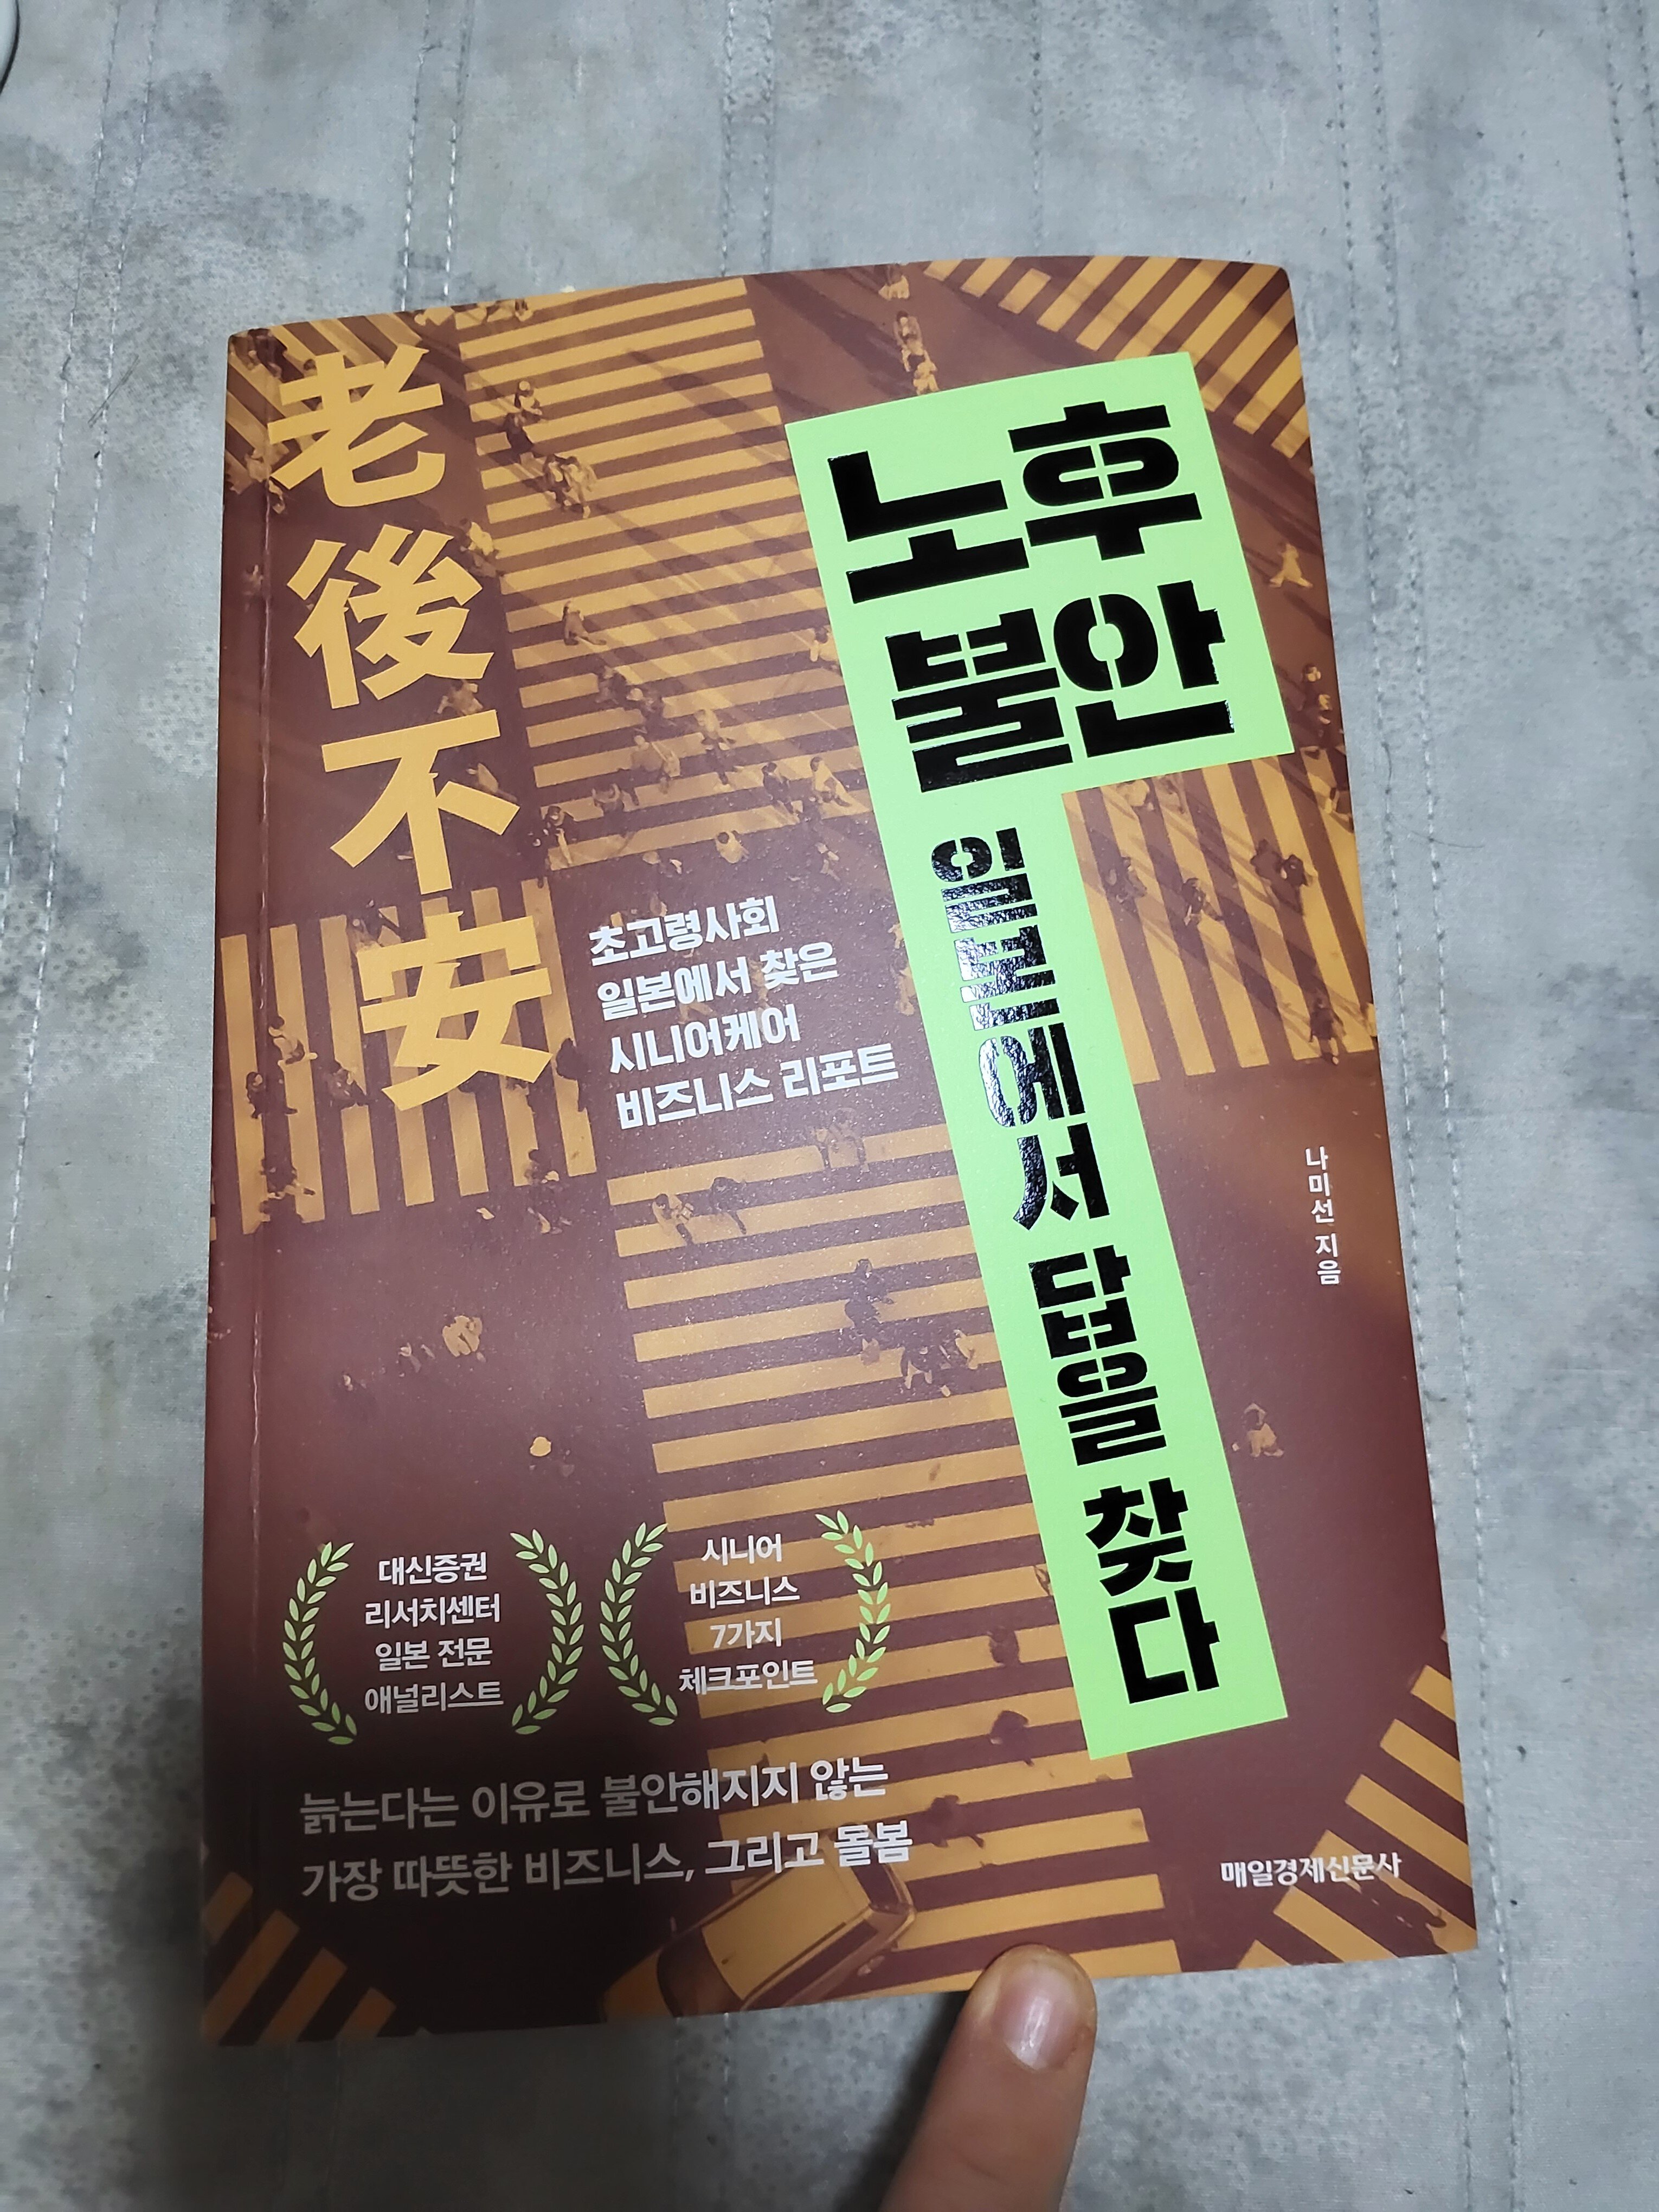 老後不安
노후
불안
일본에서 답을 찾다
초고령사회
일본에서 찾은
시니어케어
비즈니스 리포트
나미선 지음
대신증권
리서치센터
일본 전문
애널리스트
시니어
비즈니스
7가지
체크포인트
늙는다는 이유로 불안해지지 않는
가장 따뜻한 비즈니스, 그리고 돌봄
매일경제신문사